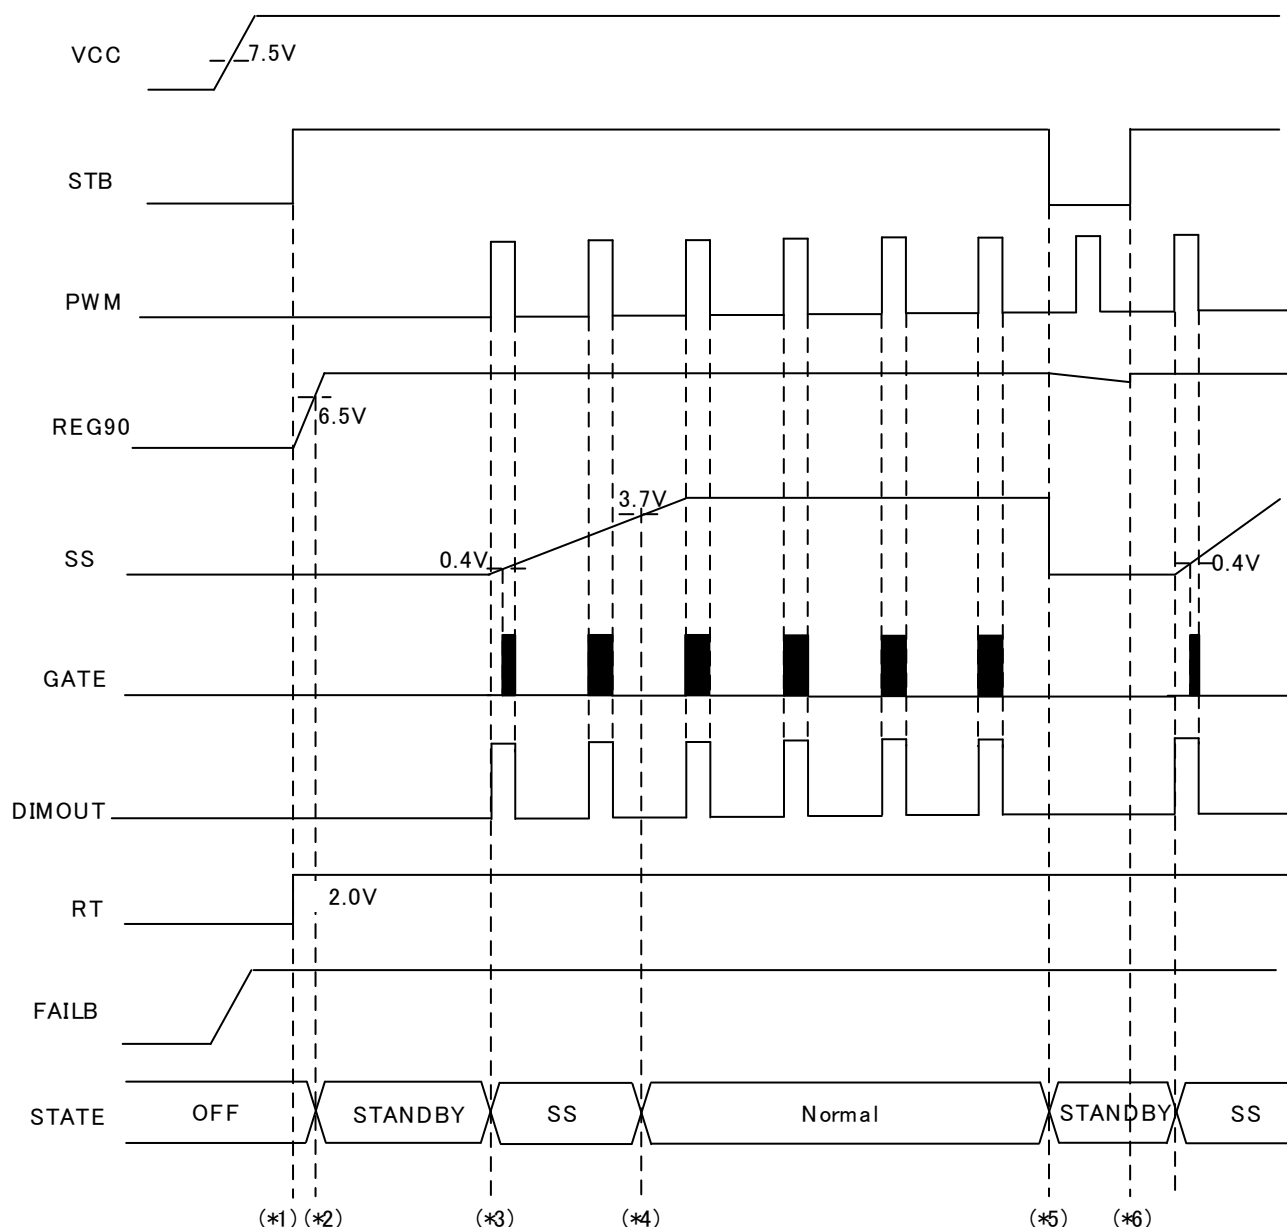 VCC
7.5V
STB
PWM
REG90
6.5V
SS
0.4V
3.7V
0.4V
GATE
DIMOUT
RT
2.0V
FAILB
STATE OFF STANDBY SS Normal STANDBY SS
(*1) (*2) (*3) (*4) (*5) (*6)